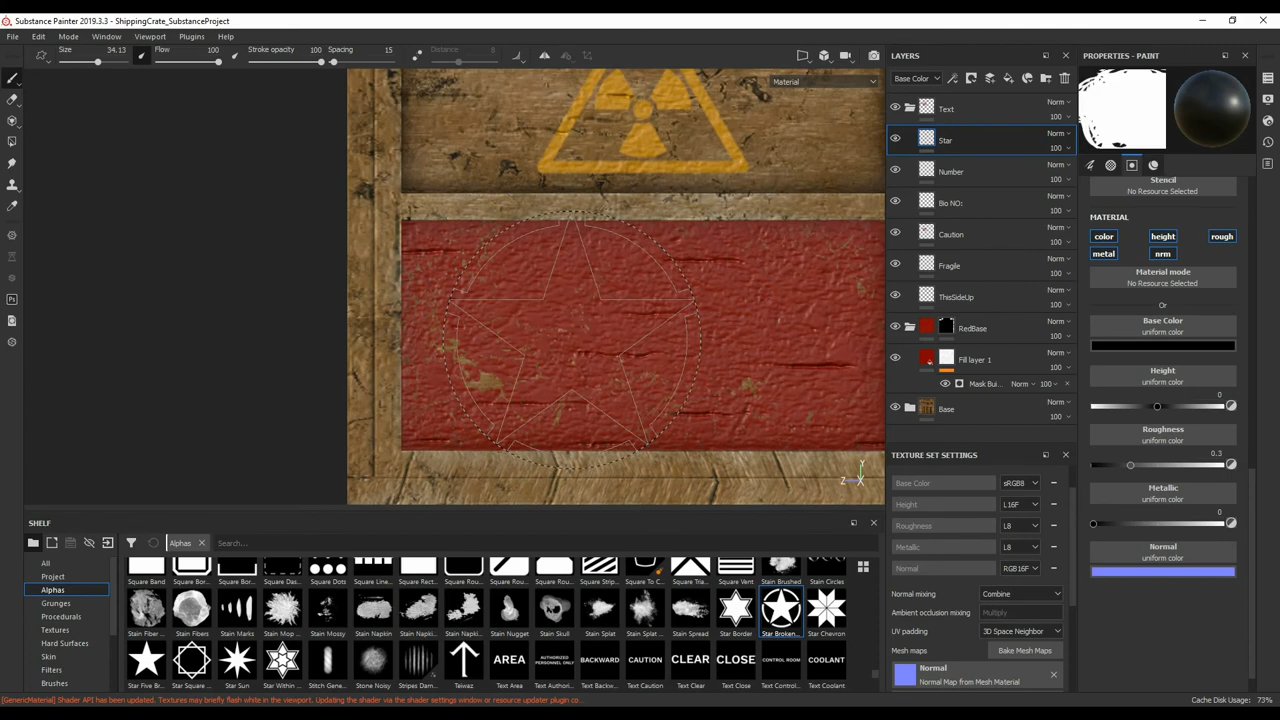 Substance Painter 2019.3.3 - ShippingCrate_SubstanceProject
File Edit Mode Window Viewport Plugins Help
Size 34.13 Flow 100 Stroke opacity 100 Spacing 15 Distance 8
Material
Z Y
LAYERS
Base Color
Text Norm 100
Star Norm 100
Number Norm 100
Bio NO: Norm 100
Caution Norm 100
Fragile Norm 100
ThisSideUp Norm 100
RedBase Norm 100
Fill layer 1 Norm 100
Mask Bui... Norm 100
Base Norm 100
TEXTURE SET SETTINGS
Base Color sRGB8
Height L16F
Roughness L8
Metallic L8
Normal RGB16F
Normal mixing Combine
Ambient occlusion mixing Multiply
UV padding 3D Space Neighbor
Mesh maps Bake Mesh Maps
Normal
Normal Map from Mesh Material
PROPERTIES - PAINT
Stencil
No Resource Selected
MATERIAL
color height rough
metal nrm
Material mode
No Resource Selected
Or
Base Color
uniform color
Height
uniform color
0
Roughness
uniform color
0.3
Metallic
uniform color
0
Normal
uniform color
SHELF
Alphas Search...
All
Project
Alphas
Grunges
Procedurals
Textures
Hard Surfaces
Skin
Filters
Brushes
Square Band Square Bor... Square Bor... Square Das... Square Dots Square Line... Square Rect... Square Rou... Square Rou... Square Rou... Square Strip... Square To C... Square Tria... Square Vent Stain Brushed Stain Circles
Stain Fiber ... Stain Fibers Stain Marks Stain Mop ... Stain Mossy Stain Napkin Stain Napki... Stain Napki... Stain Nugget Stain Skull Stain Splat Stain Splat ... Stain Spread Star Border Star Broken... Star Chevron
AREA AUTHORIZED PERSONNEL ONLY BACKWARD CAUTION CLEAR CLOSE CONTROL ROOM COOLANT
Star Five Br... Star Square ... Star Sun Star Within ... Stitch Gene... Stone Noisy Stripes Dam... Teiwaz Text Area Text Authori... Text Backw... Text Caution Text Clear Text Close Text Control... Text Coolant
[GenericMaterial] Shader API has been updated. Textures may briefly flash white in the viewport. Updating the shader via the shader settings window or resource updater plugin co...
Cache Disk Usage: 73%